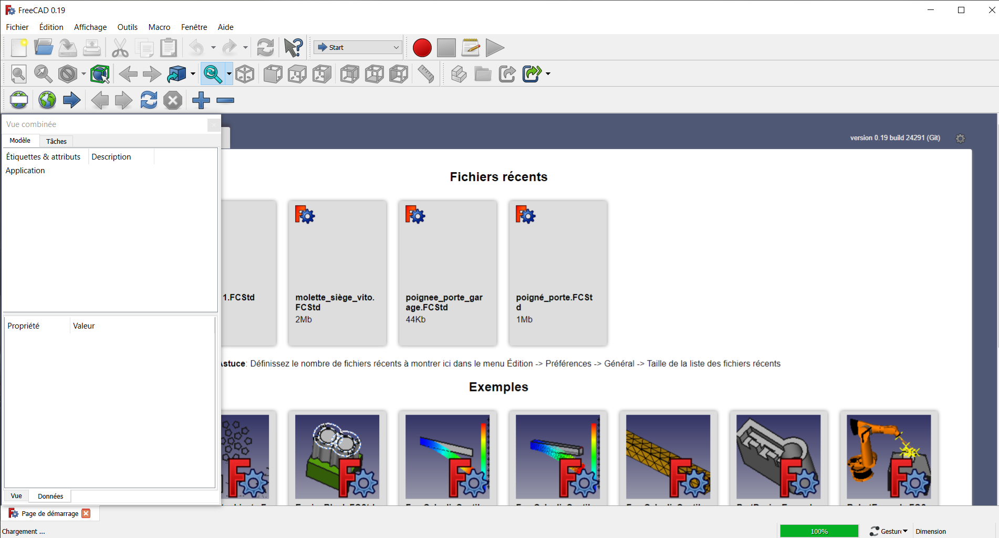 FreeCAD 0.19
Fichier Édition Affichage Outils Macro Fenêtre Aide
Start
Vue combinée
Modèle Tâches
Étiquettes & attributs Description
Application
Propriété Valeur
Vue Données
version 0.19 build 24291 (Git)
Fichiers récents
1.FCStd
molette_siège_vito.
FCStd
2Mb
poignee_porte_gar
age.FCStd
44Kb
poigné_porte.FCSt
d
1Mb
Astuce: Définissez le nombre de fichiers récents à montrer ici dans le menu Édition -> Préférences -> Général -> Taille de la liste des fichiers récents
Exemples
Page de démarrage
Chargement ...
100%
Gestur
Dimension